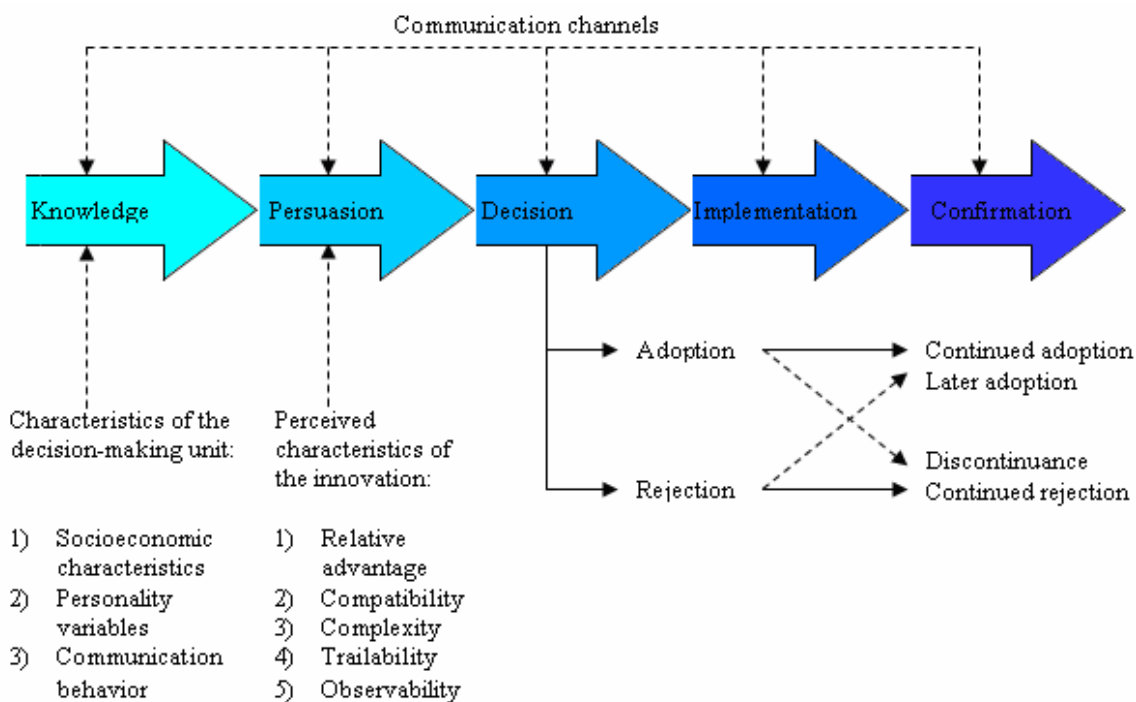 Communication channels
Knowledge
Persuasion
Decision
Implementation
Confirmation
Adoption
Continued adoption
Later adoption
Discontinuance
Rejection
Continued rejection
Characteristics of the
decision-making unit:
1) Socioeconomic
characteristics
2) Personality
variables
3) Communication
behavior
Perceived
characteristics of
the innovation:
1) Relative
advantage
2) Compatibility
3) Complexity
4) Trailability
5) Observability